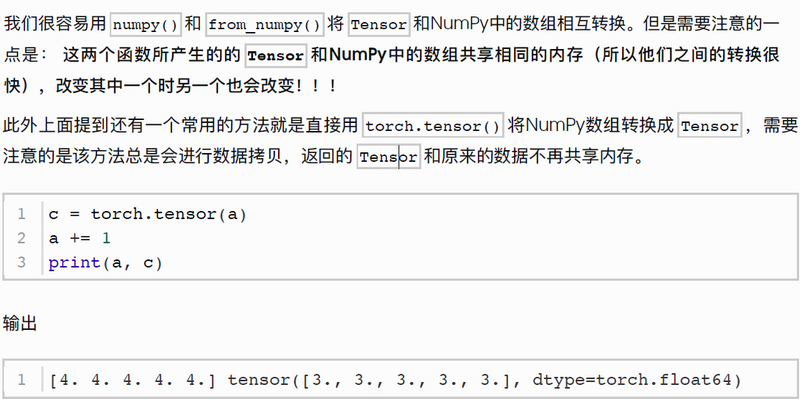 我们很容易用 numpy() 和 from_numpy() 将 Tensor 和NumPy中的数组相互转换。但是需要注意的一
点是： 这两个函数所产生的的 Tensor 和NumPy中的数组共享相同的内存（所以他们之间的转换很
快），改变其中一个时另一个也会改变！！！
此外上面提到还有一个常用的方法就是直接用 torch.tensor() 将NumPy数组转换成 Tensor ，需要
注意的是该方法总是会进行数据拷贝，返回的 Tensor 和原来的数据不再共享内存。
1 c = torch.tensor(a)
2 a += 1
3 print(a, c)
输出
1 [4. 4. 4. 4. 4.] tensor([3., 3., 3., 3., 3.], dtype=torch.float64)